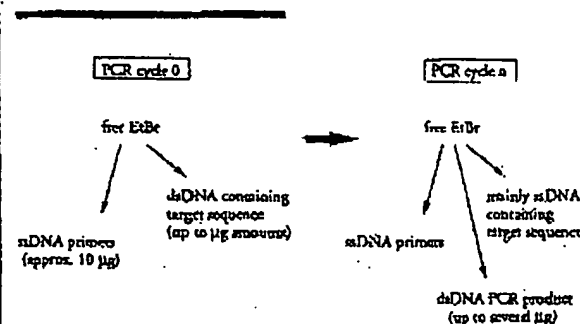 PCR cycle 0
free EtBr
dsDNA containing
target sequence
(up to µg amounts)
ssDNA primers
(approx. 10 µg)
PCR cycle n
free EtBr
mainly ssDNA
containing
target sequence
ssDNA primers
dsDNA PCR product
(up to several µg)